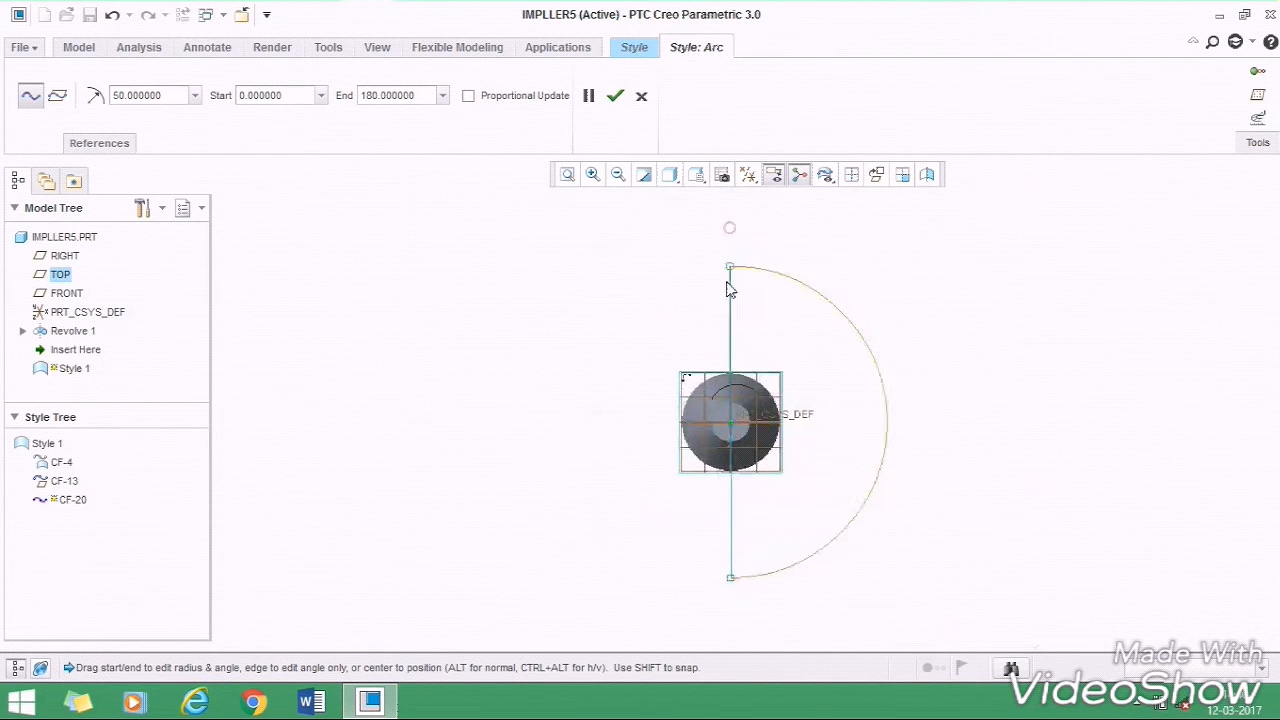 IMPLLER5 (Active) - PTC Creo Parametric 3.0
File Model Analysis Annotate Render Tools View Flexible Modeling Applications Style Style: Arc
50.000000 Start 0.000000 End 180.000000 Proportional Update
References
Tools
Model Tree
IMPLLER5.PRT
RIGHT
TOP
FRONT
PRT_CSYS_DEF
Revolve 1
Insert Here
Style 1
Style Tree
Style 1
CF-4
CF-13
CF-20
CSYS_DEF
Drag start/end to edit radius & angle, edge to edit angle only, or center to position (ALT for normal, CTRL+ALT for h/v). Use SHIFT to snap.
Made With
VideoShow
12-03-2017